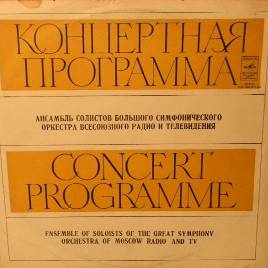 КОНЦЕРТНАЯ
ПРОГРАММА
АНСАМБЛЬ СОЛИСТОВ БОЛЬШОГО СИМФОНИЧЕСКОГО
ОРКЕСТРА ВСЕСОЮЗНОГО РАДИО И ТЕЛЕВИДЕНИЯ
CONCERT
PROGRAMME
ENSEMBLE OF SOLOISTS OF THE GREAT SYMPHONY
ORCHESTRA OF MOSCOW RADIO AND TV